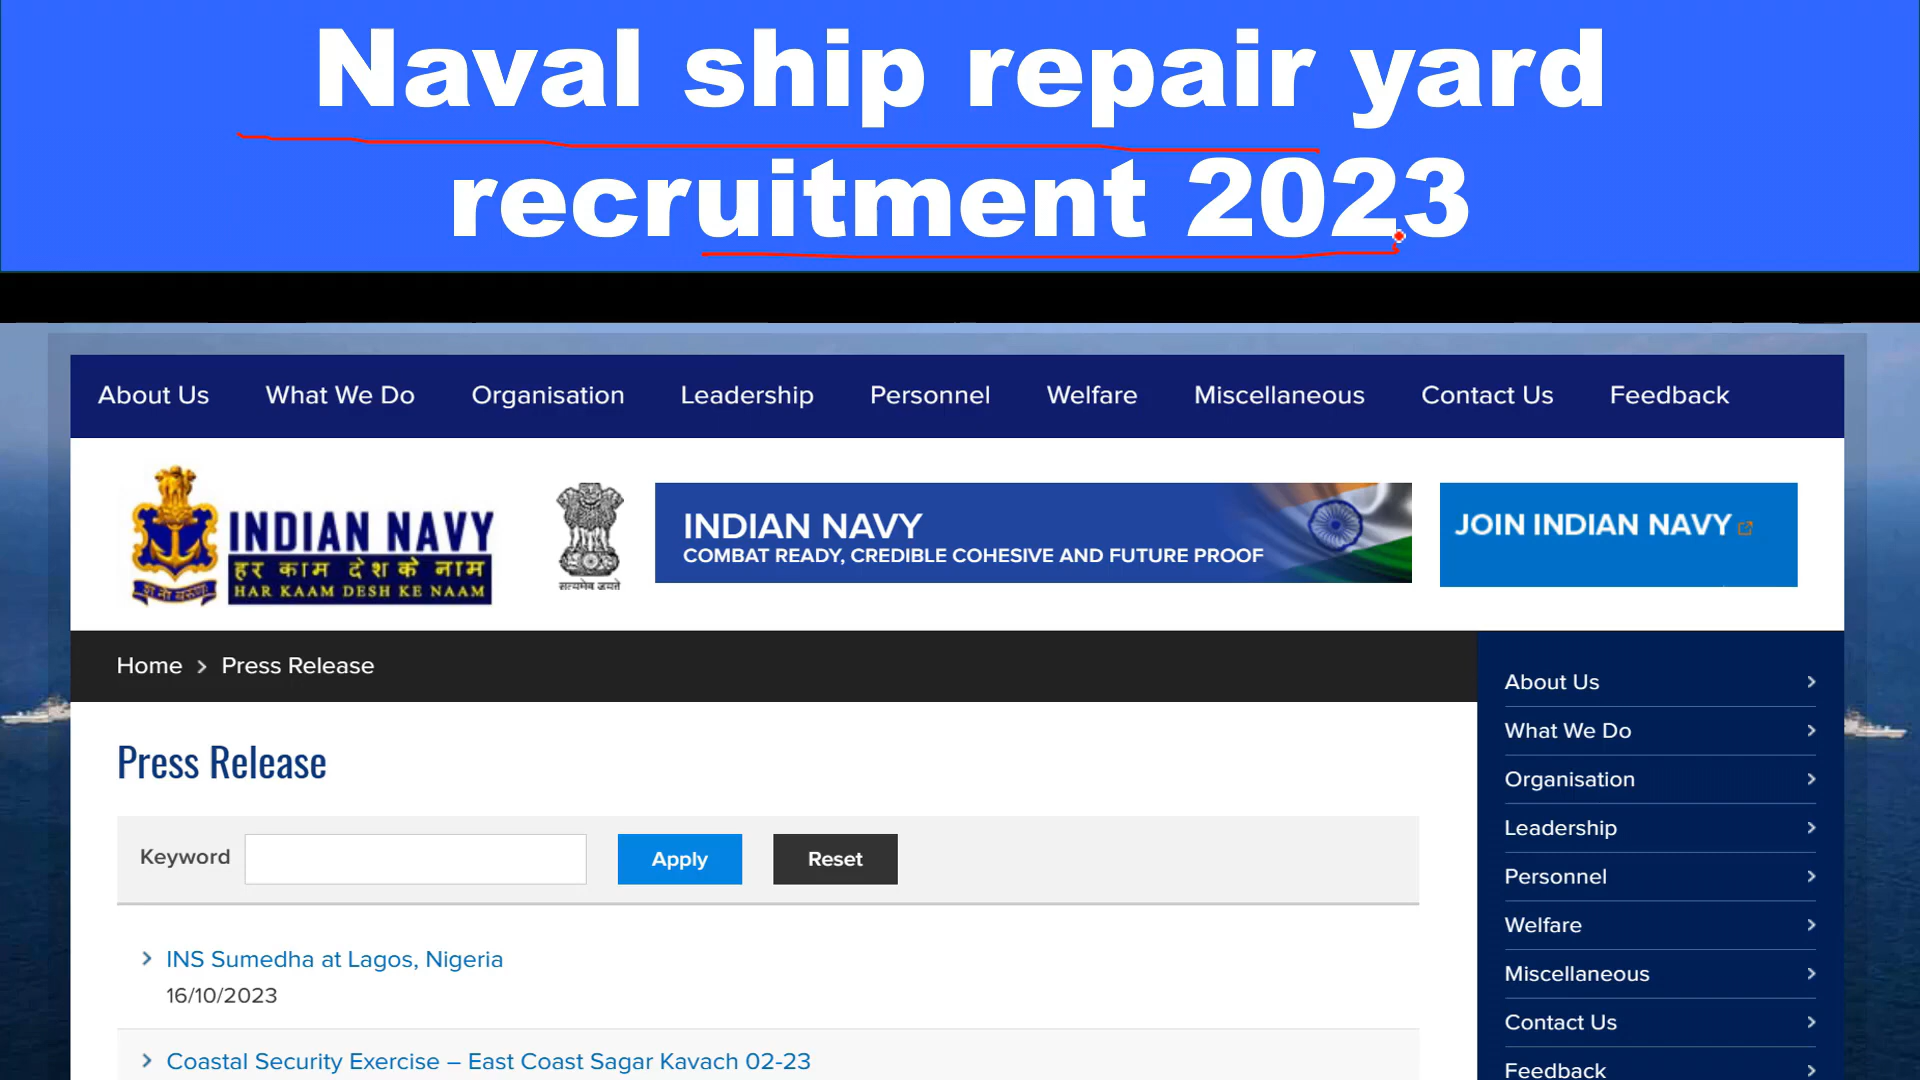 Naval ship repair yard
recruitment 2023
About Us What We Do Organisation Leadership Personnel Welfare Miscellaneous Contact Us Feedback
INDIAN NAVY
हर काम देश के नाम
HAR KAAM DESH KE NAAM
सत्यमेव जयते
INDIAN NAVY
COMBAT READY, CREDIBLE COHESIVE AND FUTURE PROOF
JOIN INDIAN NAVY
Home > Press Release
Press Release
Keyword Apply Reset
INS Sumedha at Lagos, Nigeria
16/10/2023
Coastal Security Exercise – East Coast Sagar Kavach 02-23
About Us
What We Do
Organisation
Leadership
Personnel
Welfare
Miscellaneous
Contact Us
Feedback